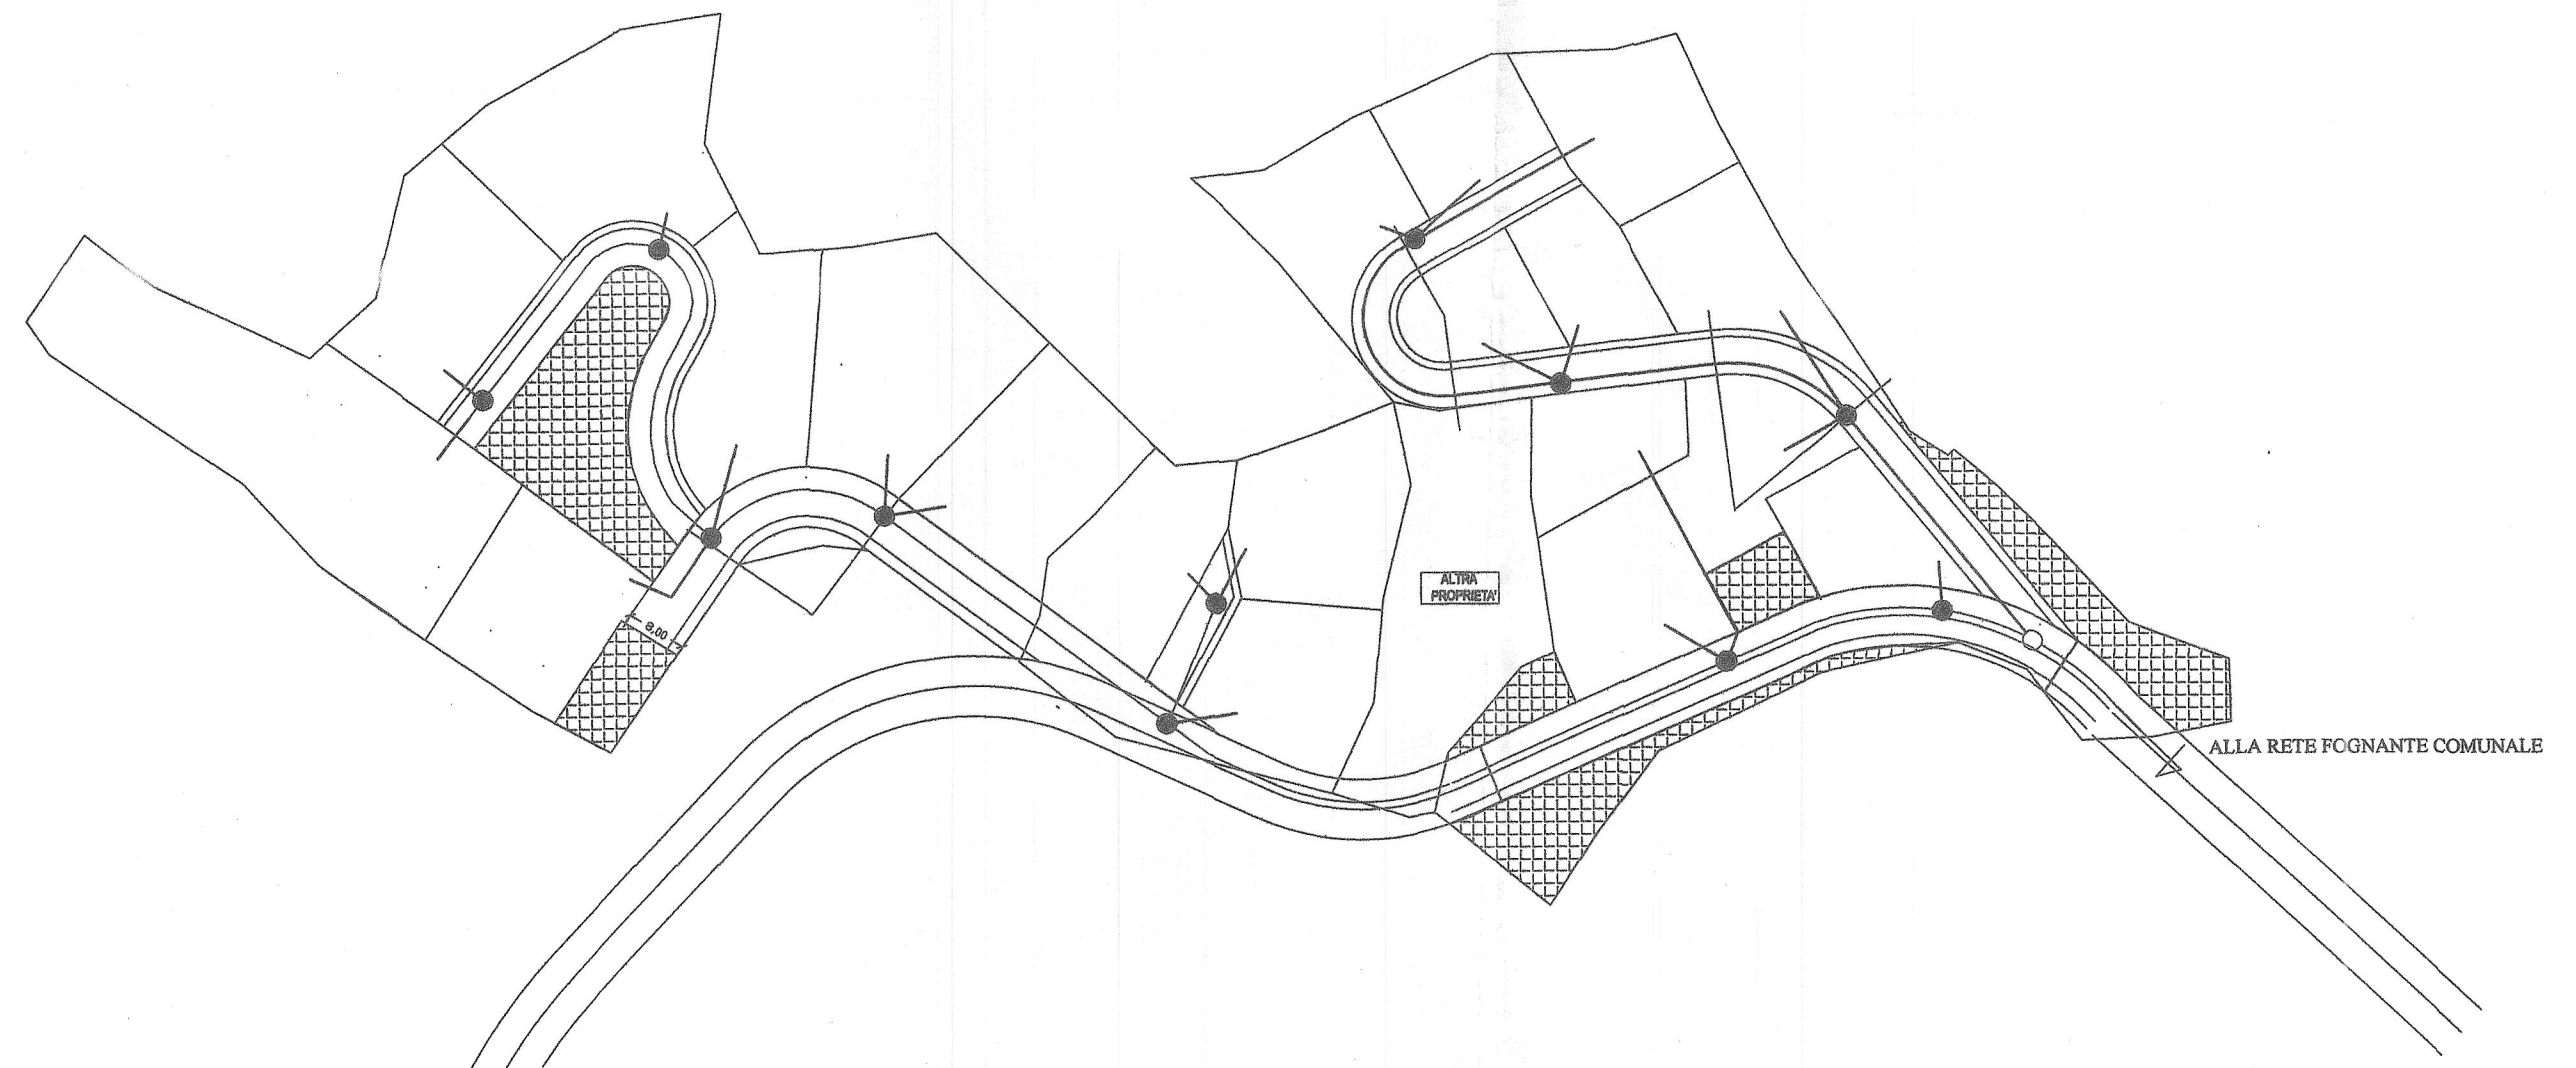 ALTRA
PROPRIETA'
8,00
ALLA RETE FOGNANTE COMUNALE